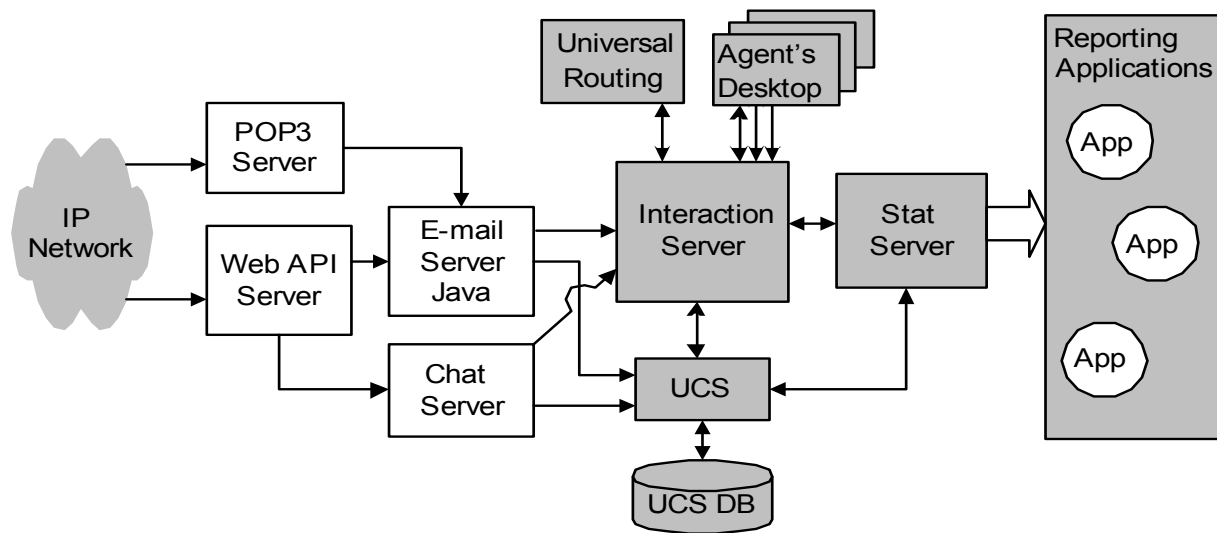 Universal
Routing
Agent's
Desktop
Reporting
Applications
POP3
Server
App
IP
Network
Web API
Server
E-mail
Server
Java
Interaction
Server
Stat
Server
App
Chat
Server
UCS
App
UCS DB